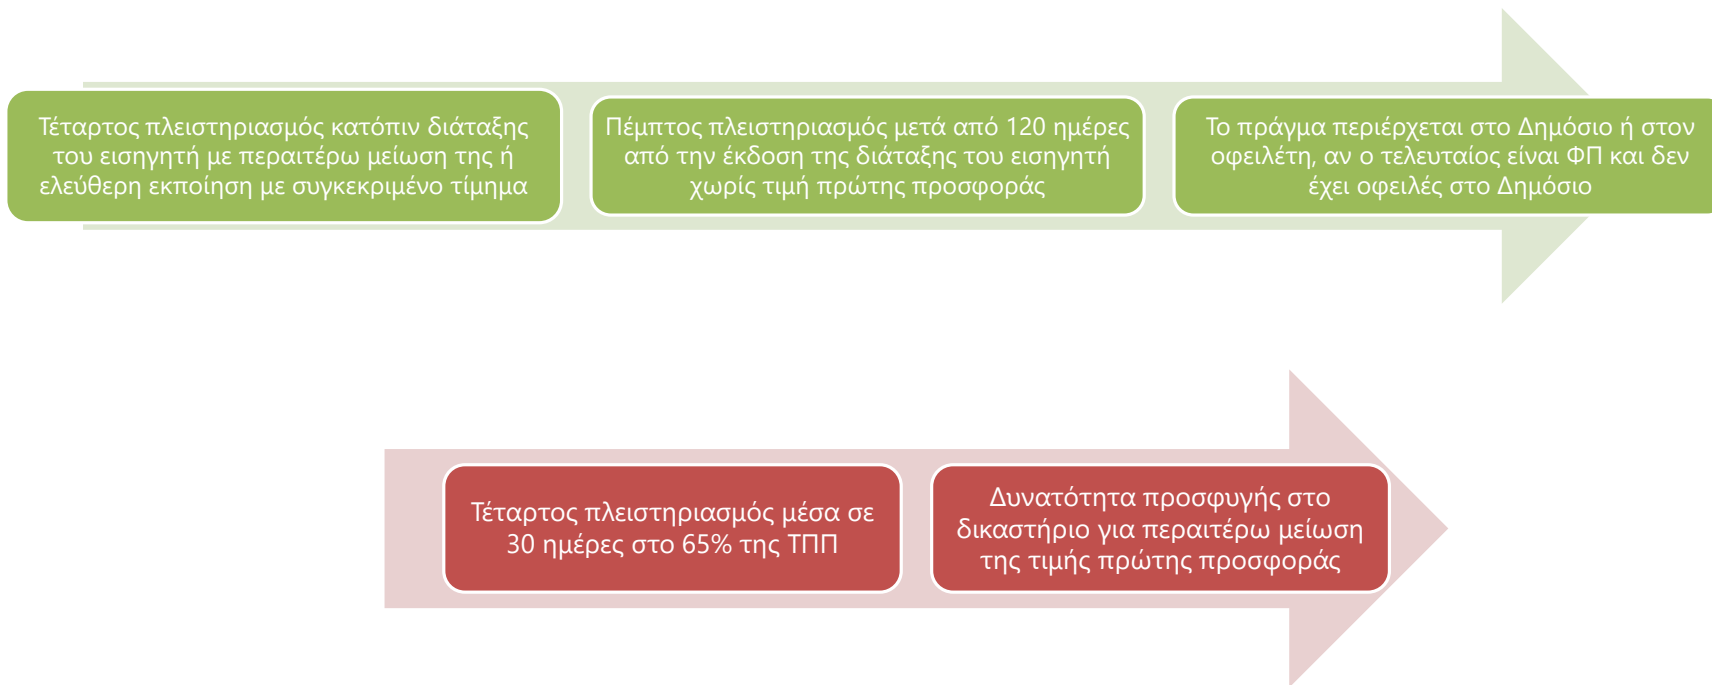 Τέταρτος πλειστηριασμός κατόπιν διάταξης
του εισηγητή με περαιτέρω μείωση της ή
ελεύθερη εκποίηση με συγκεκριμένο τίμημα
Πέμπτος πλειστηριασμός μετά από 120 ημέρες
από την έκδοση της διάταξης του εισηγητή
χωρίς τιμή πρώτης προσφοράς
Το πράγμα περιέρχεται στο Δημόσιο ή στον
οφειλέτη, αν ο τελευταίος είναι ΦΠ και δεν
έχει οφειλές στο Δημόσιο
Τέταρτος πλειστηριασμός μέσα σε
30 ημέρες στο 65% της ΤΠΠ
Δυνατότητα προσφυγής στο
δικαστήριο για περαιτέρω μείωση
της τιμής πρώτης προσφοράς